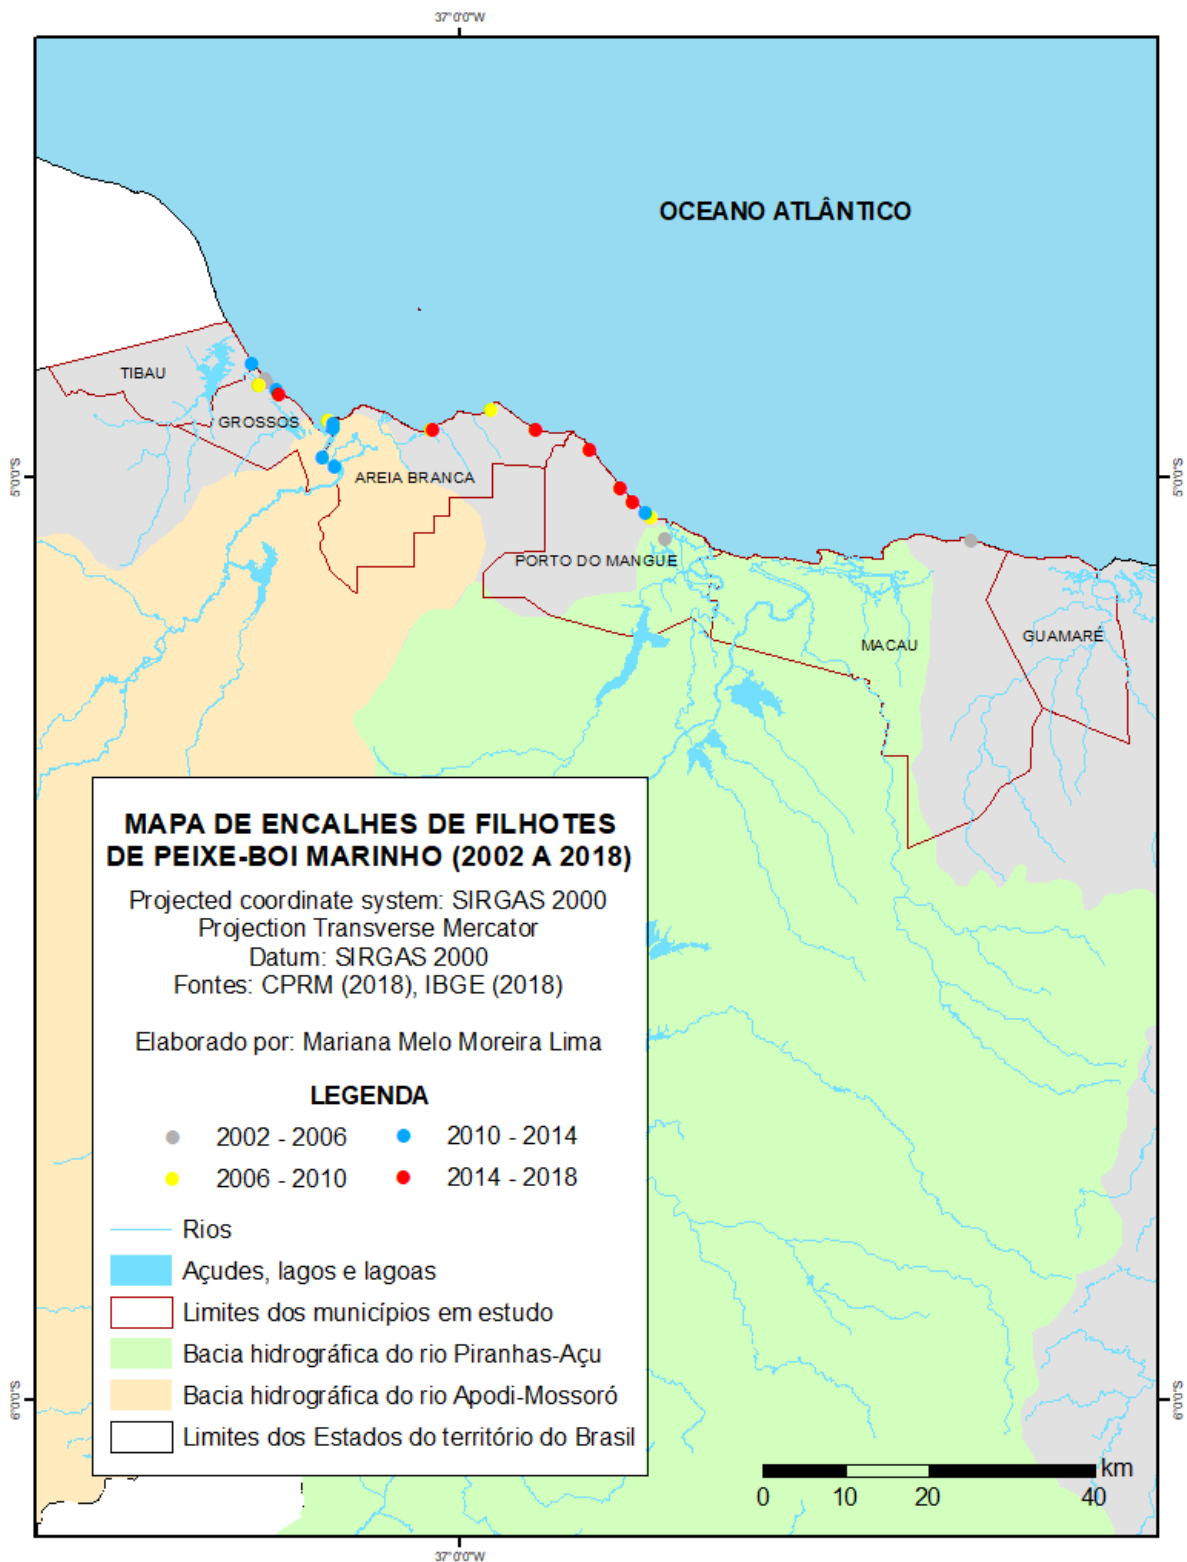 37°0'0"W
OCEANO ATLÂNTICO
TIBAU
GROSSOS
AREIA BRANCA
5°0'0"S
5°0'0"S
PORTO DO MANGUE
GUAMARÉ
MACAU
MAPA DE ENCALHES DE FILHOTES
DE PEIXE-BOI MARINHO (2002 A 2018)
Projected coordinate system: SIRGAS 2000
Projection Transverse Mercator
Datum: SIRGAS 2000
Fontes: CPRM (2018), IBGE (2018)
Elaborado por: Mariana Melo Moreira Lima
LEGENDA
2002 - 2006
2010 - 2014
2006 - 2010
2014 - 2018
Rios
Açudes, lagos e lagoas
Limites dos municípios em estudo
Bacia hidrográfica do rio Piranhas-Açu
Bacia hidrográfica do rio Apodi-Mossoró
Limites dos Estados do território do Brasil
6°0'0"S
6°0'0"S
km
0 10 20 40
37°0'0"W